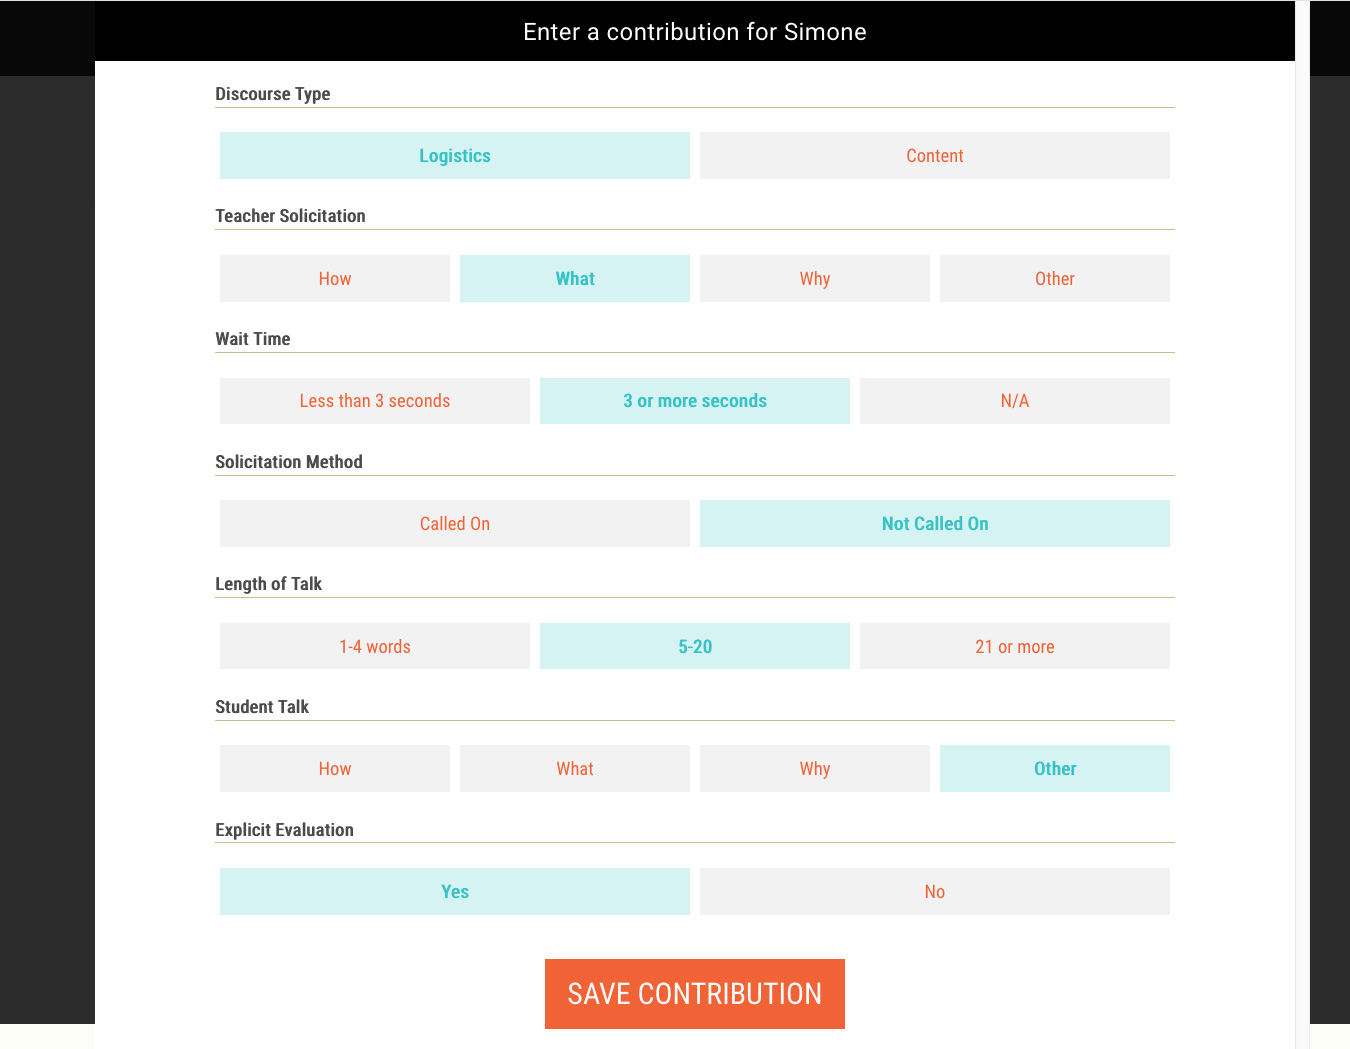 Enter a contribution for Simone
Discourse Type
Logistics Content
Teacher Solicitation
How What Why Other
Wait Time
Less than 3 seconds 3 or more seconds N/A
Solicitation Method
Called On Not Called On
Length of Talk
1-4 words 5-20 21 or more
Student Talk
How What Why Other
Explicit Evaluation
Yes No
SAVE CONTRIBUTION